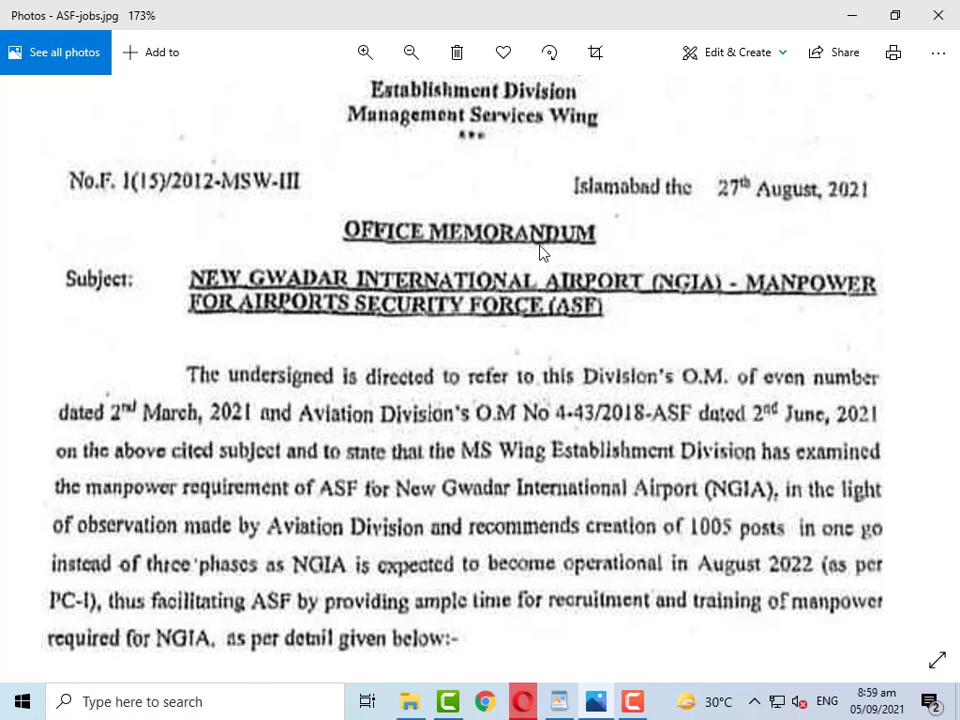 Photos - ASF-jobs.jpg 173%
See all photos Add to Edit & Create Share
Establishment Division
Management Services Wing
***
No.F. 1(15)/2012-MSW-III Islamabad the 27th August, 2021
OFFICE MEMORANDUM
Subject: NEW GWADAR INTERNATIONAL AIRPORT (NGIA) - MANPOWER
FOR AIRPORTS SECURITY FORCE (ASF)
The undersigned is directed to refer to this Division's O.M. of even number
dated 2nd March, 2021 and Aviation Division's O.M No 4-43/2018-ASF dated 2nd June, 2021
on the above cited subject and to state that the MS Wing Establishment Division has examined
the manpower requirement of ASF for New Gwadar International Airport (NGIA), in the light
of observation made by Aviation Division and recommends creation of 1005 posts in one go
instead of three phases as NGIA is expected to become operational in August 2022 (as per
PC-I), thus facilitating ASF by providing ample time for recruitment and training of manpower
required for NGIA, as per detail given below:-
Type here to search 30°C ENG 8:59 am
05/09/2021 2